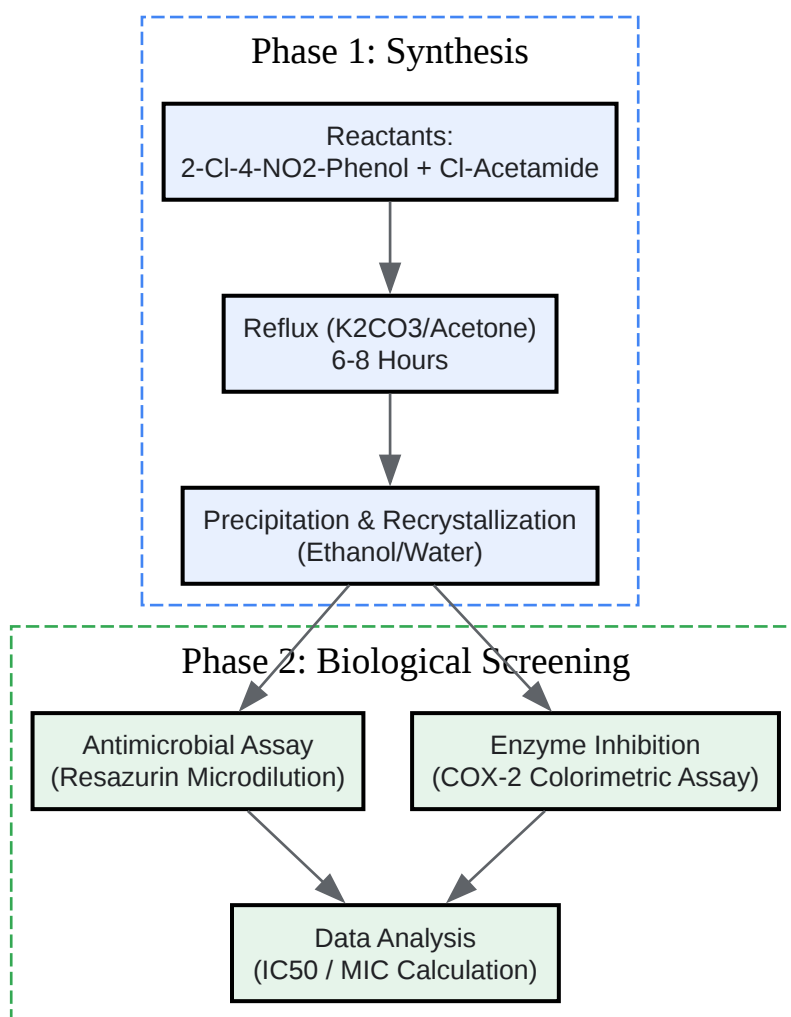 Phase 1: Synthesis
Reactants:
2-Cl-4-NO2-Phenol + Cl-Acetamide
Reflux (K2CO3/Acetone)
6-8 Hours
Precipitation & Recrystallization
(Ethanol/Water)
Phase 2: Biological Screening
Antimicrobial Assay
(Resazurin Microdilution)
Enzyme Inhibition
(COX-2 Colorimetric Assay)
Data Analysis
(IC50 / MIC Calculation)